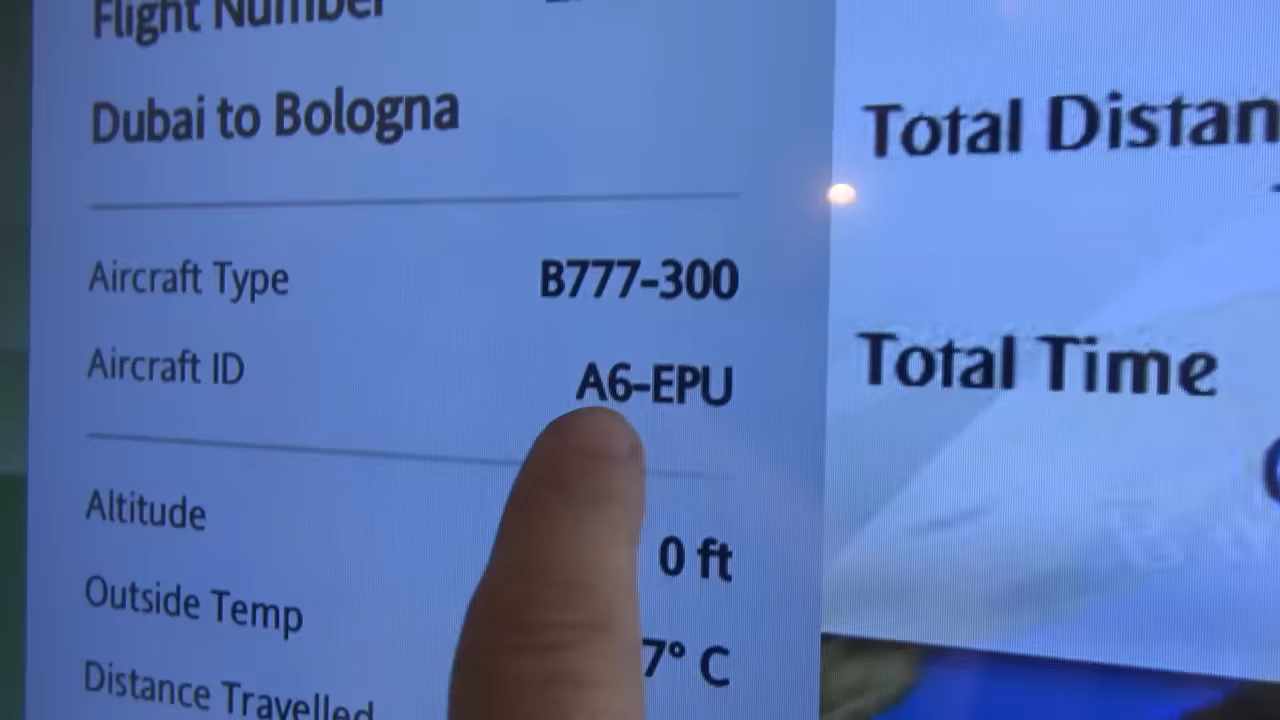 Flight Number
Dubai to Bologna
Aircraft Type B777-300
Aircraft ID A6-EPU
Altitude 0 ft
Outside Temp 7° C
Distance Travelled
Total Distan
Total Time